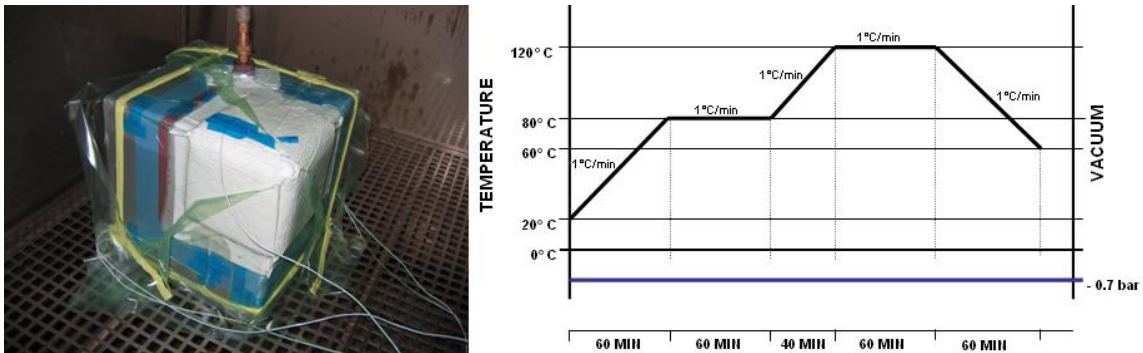 1°C/min
120° C
1°C/min
1°C/min
1°C/min
80° C
60° C
1°C/min
20° C
0° C
TEMPERATURE
VACUUM
- 0.7 bar
60 MIN 60 MIN 40 MIN 60 MIN 60 MIN